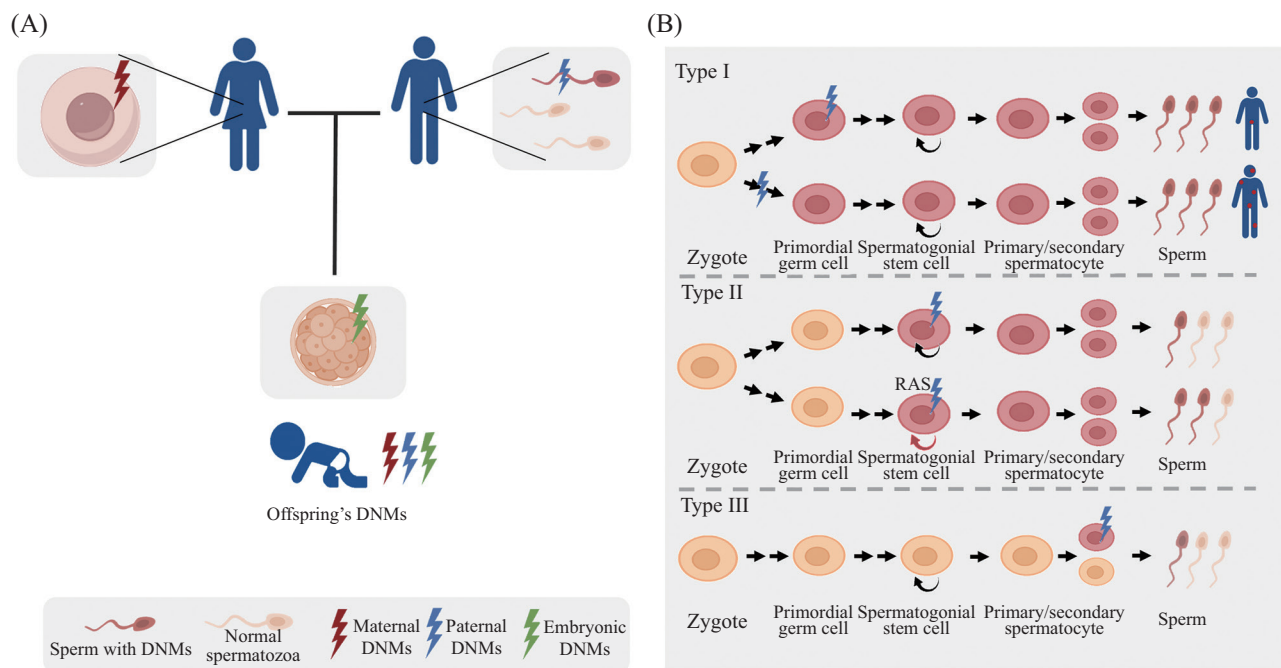 (A)
Offspring's DNMs
Sperm with DNMs
Normal
spermatozoa
Maternal
DNMs
Paternal
DNMs
Embryonic
DNMs
(B)
Type I
Zygote
Primordial
germ cell
Spermatogonial
stem cell
Primary/secondary
spermatocyte
Sperm
Type II
RAS
Zygote
Primordial
germ cell
Spermatogonial
stem cell
Primary/secondary
spermatocyte
Sperm
Type III
Zygote
Primordial
germ cell
Spermatogonial
stem cell
Primary/secondary
spermatocyte
Sperm